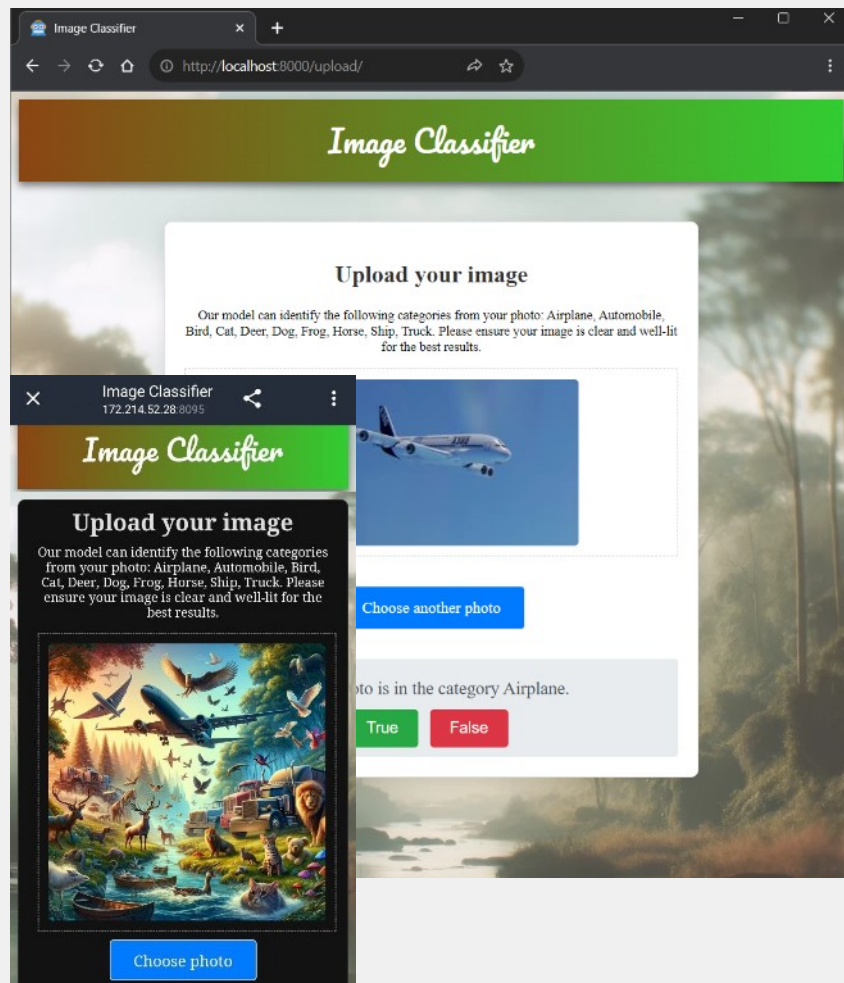 Image Classifier
http://localhost:8000/upload/
Image Classifier
Upload your image
Our model can identify the following categories from your photo: Airplane, Automobile,
Bird, Cat, Deer, Dog, Frog, Horse, Ship, Truck. Please ensure your image is clear and well-lit
for the best results.
Choose another photo
to is in the category Airplane.
True
False
Image Classifier
172.214.52.28:8095
Image Classifier
Upload your image
Our model can identify the following categories
from your photo: Airplane, Automobile, Bird,
Cat, Deer, Dog, Frog, Horse, Ship, Truck. Please
ensure your image is clear and well-lit for the
best results.
Choose photo